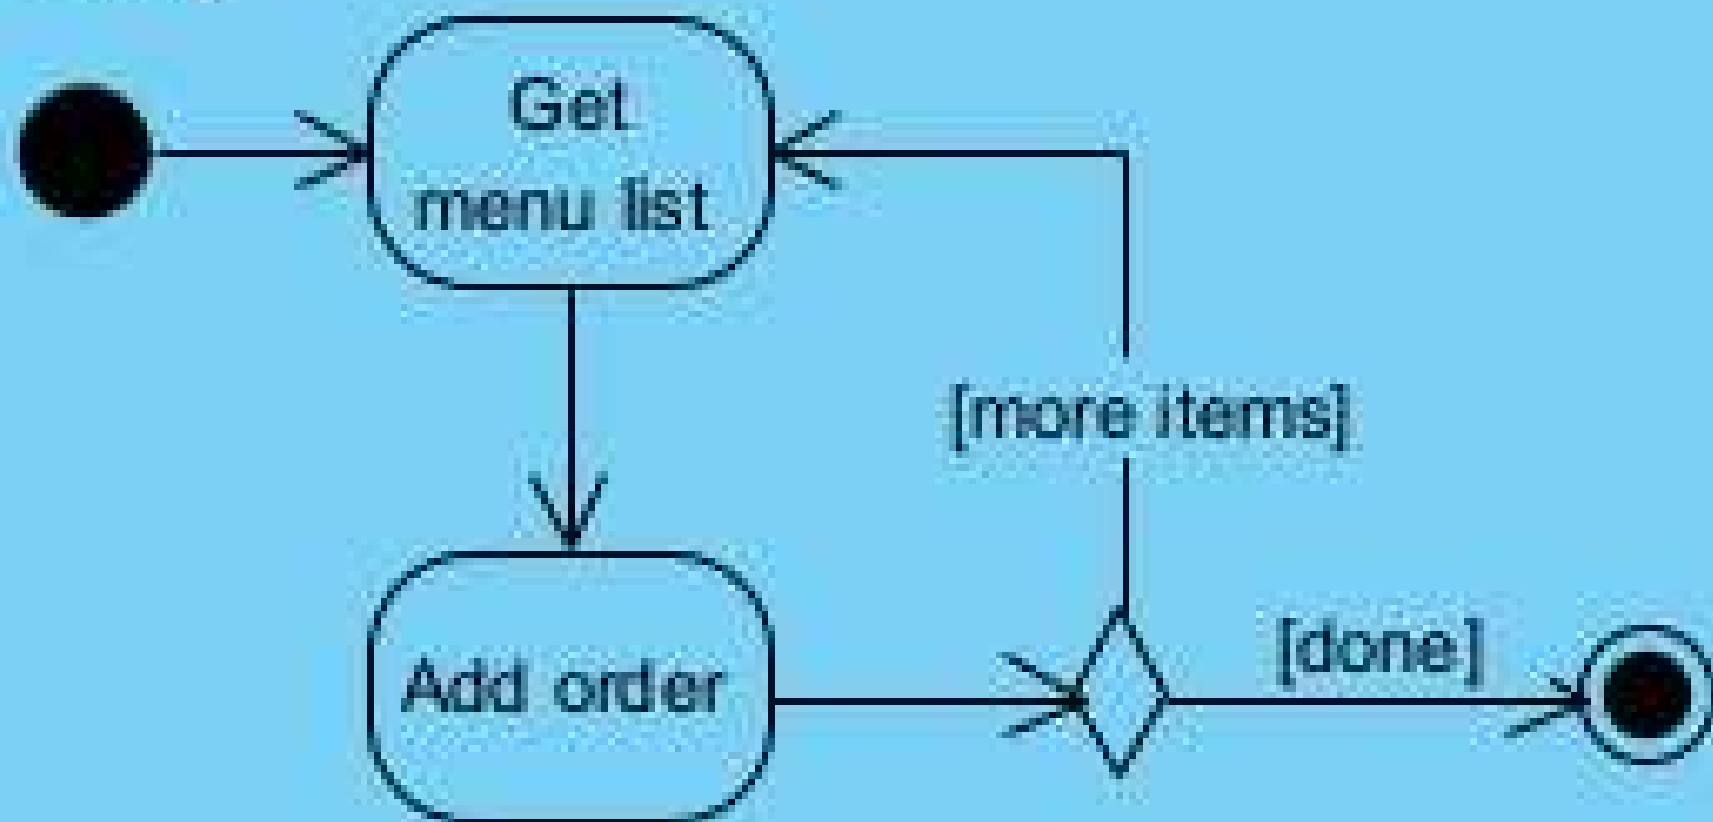 Get
menu list
[more items]
[done]
Add order